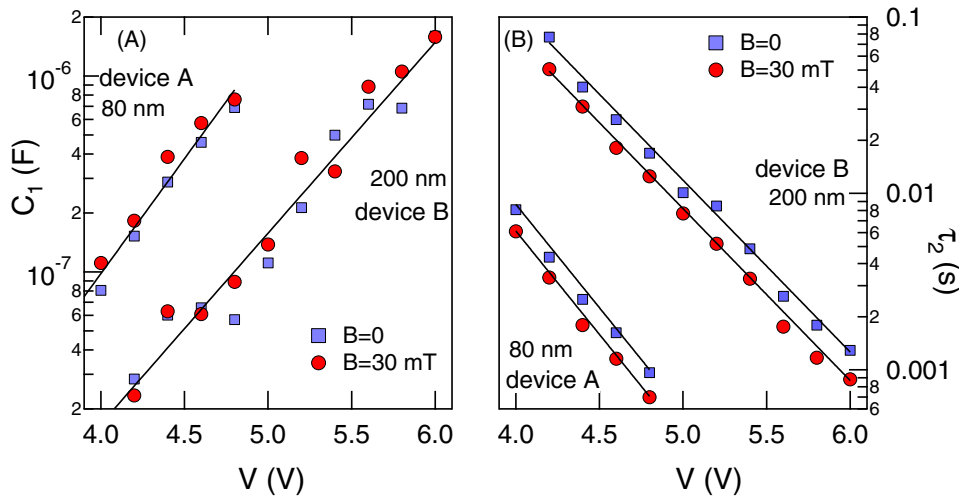 (A)
device A
80 nm
200 nm
device B
B=0
B=30 mT
2
10⁻⁶
8
6
4
2
10⁻⁷
8
6
4
2
C₁ (F)
4.0 4.5 5.0 5.5 6.0
V (V)
(B)
B=0
B=30 mT
device B
200 nm
80 nm
device A
0.1
8
6
4
2
0.01
8
6
4
2
0.001
8
6
τ₂ (s)
4.0 4.5 5.0 5.5 6.0
V (V)